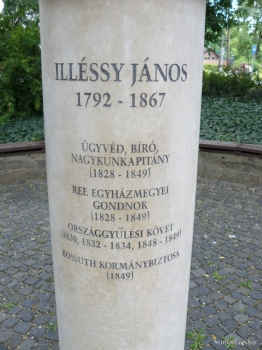 ILLÉSSY JÁNOS
1792 - 1867
ÜGYVÉD, BÍRÓ,
NAGYKUNKAPITÁNY
(1828 - 1849)
REF. EGYHÁZMEGYEI
GONDNOK
(1828 - 1849)
ORSZÁGGYŰLÉSI KÖVET
(1830, 1832 - 1834, 1848 - 1849)
KOSSUTH KORMÁNYBIZTOSA
(1849)